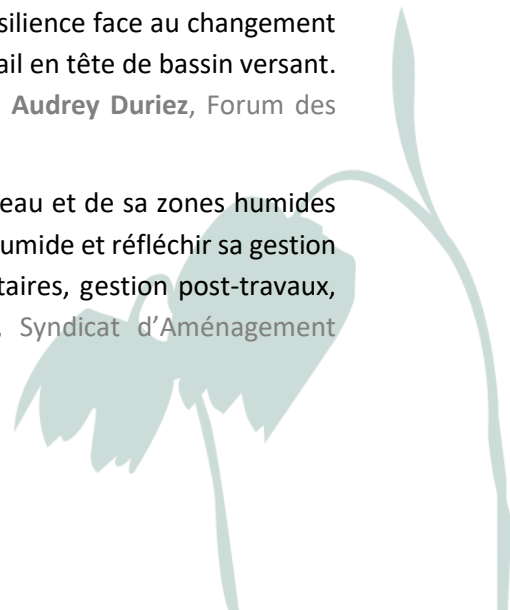 silience face au changement
ail en tête de bassin versant.
Audrey Duriez, Forum des
eau et de sa zones humides
umide et réfléchir sa gestion
taires, gestion post-travaux,
Syndicat d'Aménagement